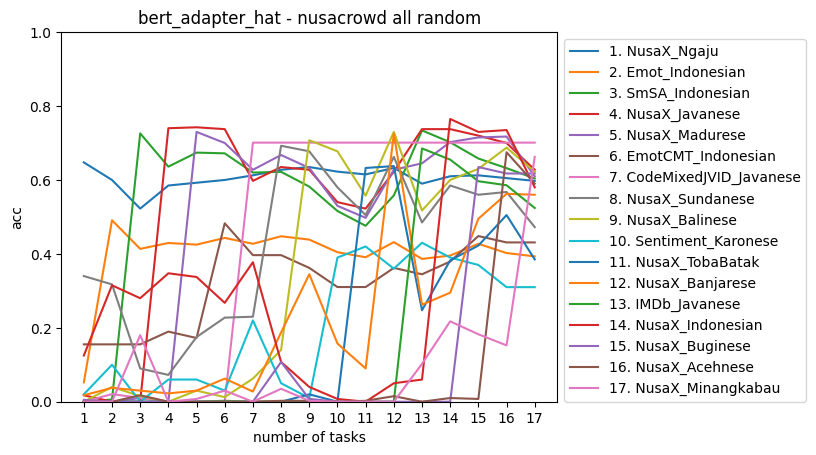 bert_adapter_hat - nusacrowd all random
acc
1.0
0.8
0.6
0.4
0.2
0.0
1 2 3 4 5 6 7 8 9 10 11 12 13 14 15 16 17
number of tasks
1. NusaX_Ngaju
2. Emot_Indonesian
3. SmSA_Indonesian
4. NusaX_Javanese
5. NusaX_Madurese
6. EmotCMT_Indonesian
7. CodeMixedJVID_Javanese
8. NusaX_Sundanese
9. NusaX_Balinese
10. Sentiment_Karonese
11. NusaX_TobaBatak
12. NusaX_Banjarese
13. IMDb_Javanese
14. NusaX_Indonesian
15. NusaX_Buginese
16. NusaX_Acehnese
17. NusaX_Minangkabau